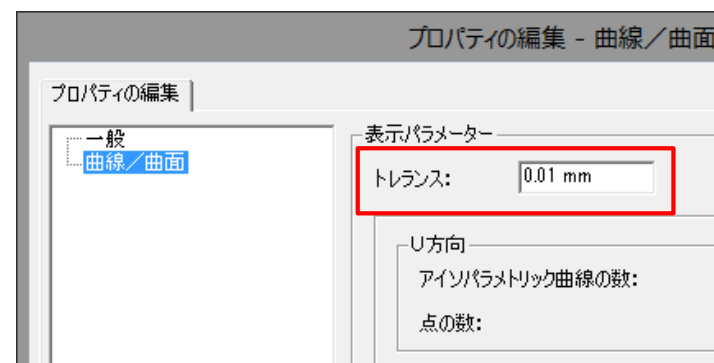 プロパティの編集 - 曲線／曲面
プロパティの編集
一般
曲線／曲面
表示パラメーター
トレランス: 0.01 mm
U方向
アイソパラメトリック曲線の数:
点の数: